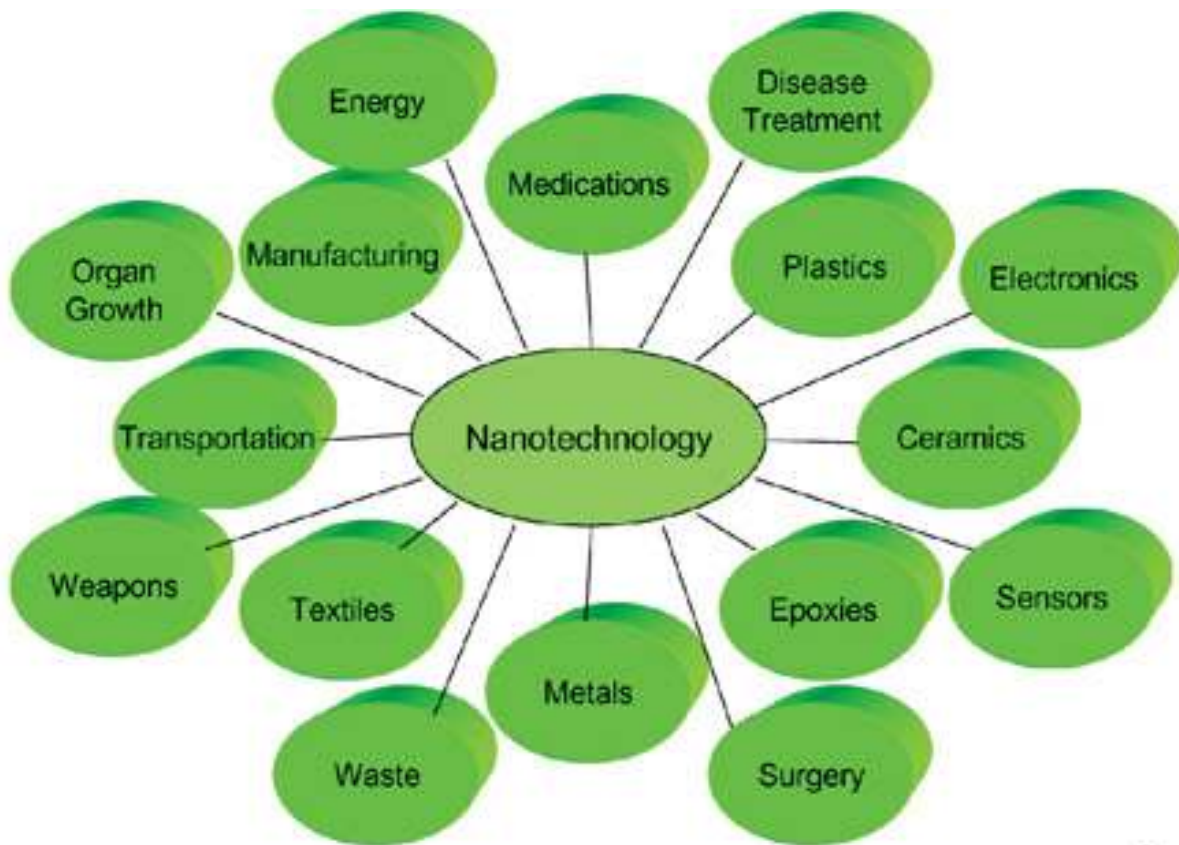 Energy
Disease
Treatment
Medications
Manufacturing
Plastics
Organ
Growth
Electronics
Transportation
Nanotechnology
Ceramics
Weapons
Textiles
Epoxies
Sensors
Metals
Waste
Surgery